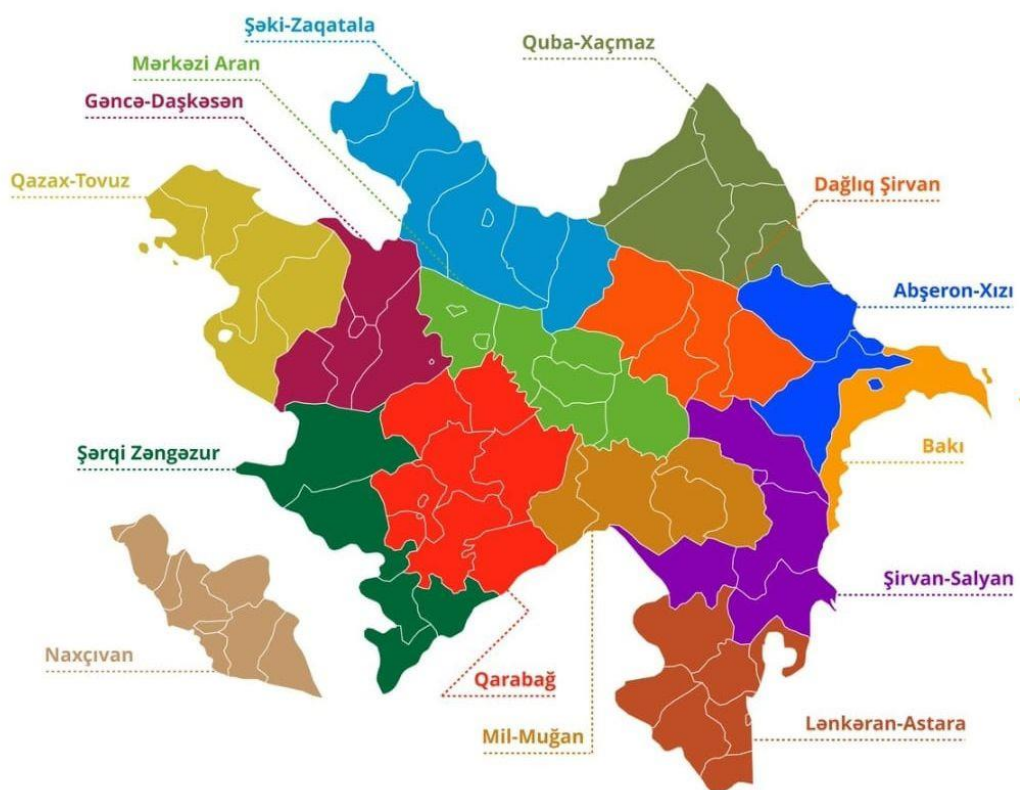 Şəki-Zaqatala
Quba-Xaçmaz
Mərkəzi Aran
Gəncə-Daşkəsən
Qazax-Tovuz
Dağlıq Şirvan
Abşeron-Xızı
Şərqi Zəngəzur
Bakı
Şirvan-Salyan
Naxçıvan
Qarabağ
Mil-Muğan
Lənkəran-Astara